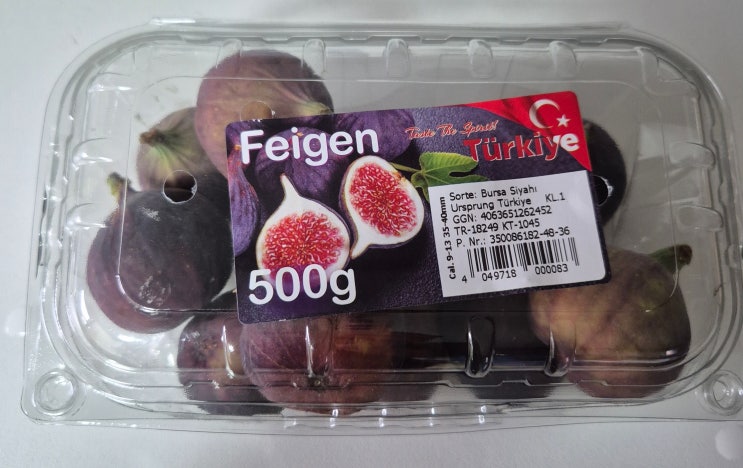 Feigen
Taste The Spirit!
Türkiye
500g
Cal. 9-13 35-40mm
Sorte: Bursa Siyahı
Ursprung Türkiye KL.1
GGN: 4063651262452
TR-18249 KT-1045
P. Nr.: 350086182-48-36
4 049718 000083